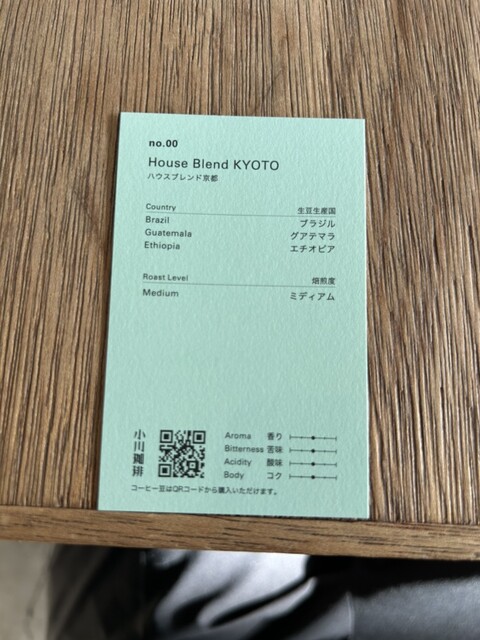 no.00
House Blend KYOTO
ハウスブレンド京都
Country 生豆生産国
Brazil ブラジル
Guatemala グアテマラ
Ethiopia エチオピア
Roast Level 焙煎度
Medium ミディアム
小川珈琲
Aroma 香り
Bitterness 苦味
Acidity 酸味
Body コク
コーヒー豆はQRコードから購入いただけます。